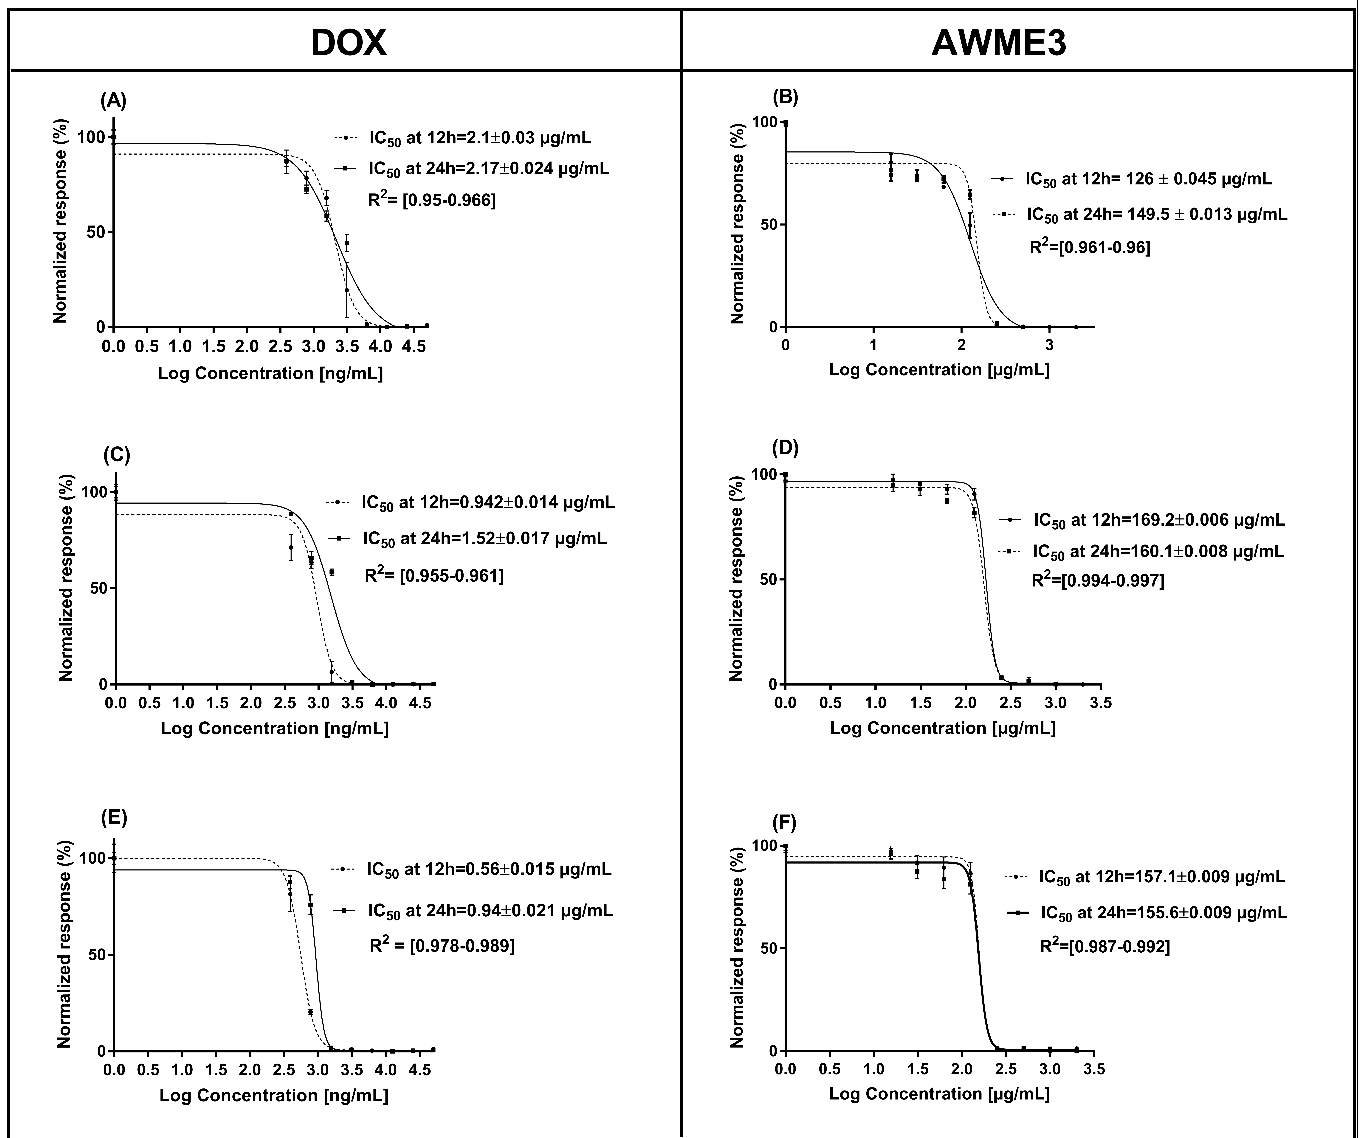 DOX
AWME3
(A)
Normalized response (%)
100
50
0
IC50 at 12h=2.1±0.03 µg/mL
IC50 at 24h=2.17±0.024 µg/mL
R2= [0.95-0.966]
0.0 0.5 1.0 1.5 2.0 2.5 3.0 3.5 4.0 4.5
Log Concentration [ng/mL]
(B)
Normalized response (%)
100
50
0
IC50 at 12h= 126 ± 0.045 µg/mL
IC50 at 24h= 149.5 ± 0.013 µg/mL
R2=[0.961-0.96]
0 1 2 3
Log Concentration [µg/mL]
(C)
Normalized response (%)
100
50
0
IC50 at 12h=0.942±0.014 µg/mL
IC50 at 24h=1.52±0.017 µg/mL
R2= [0.955-0.961]
0.0 0.5 1.0 1.5 2.0 2.5 3.0 3.5 4.0 4.5
Log Concentration [ng/mL]
(D)
Normalized response (%)
100
50
0
IC50 at 12h=169.2±0.006 µg/mL
IC50 at 24h=160.1±0.008 µg/mL
R2=[0.994-0.997]
0.0 0.5 1.0 1.5 2.0 2.5 3.0 3.5
Log Concentration [µg/mL]
(E)
Normalized response (%)
100
50
0
IC50 at 12h=0.56±0.015 µg/mL
IC50 at 24h=0.94±0.021 µg/mL
R2 = [0.978-0.989]
0.0 0.5 1.0 1.5 2.0 2.5 3.0 3.5 4.0 4.5
Log Concentration [ng/mL]
(F)
Normalized response (%)
100
50
0
IC50 at 12h=157.1±0.009 µg/mL
IC50 at 24h=155.6±0.009 µg/mL
R2=[0.987-0.992]
0.0 0.5 1.0 1.5 2.0 2.5 3.0 3.5
Log Concentration [µg/mL]